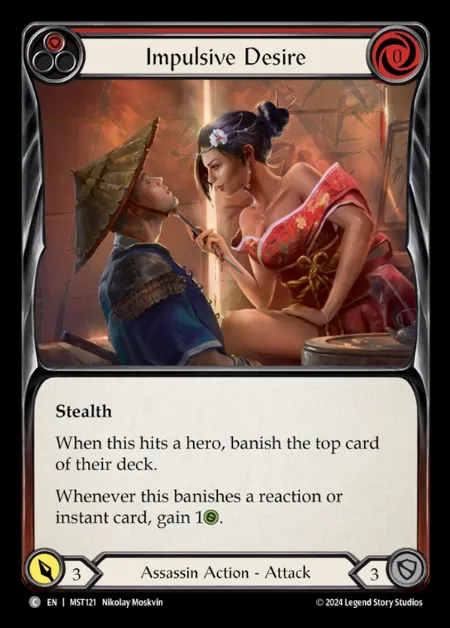 Impulsive Desire
0
Stealth
When this hits a hero, banish the top card
of their deck.
Whenever this banishes a reaction or
instant card, gain 1.
3
Assassin Action - Attack
3
C EN | MST121 Nikolay Moskvin
© 2024 Legend Story Studios